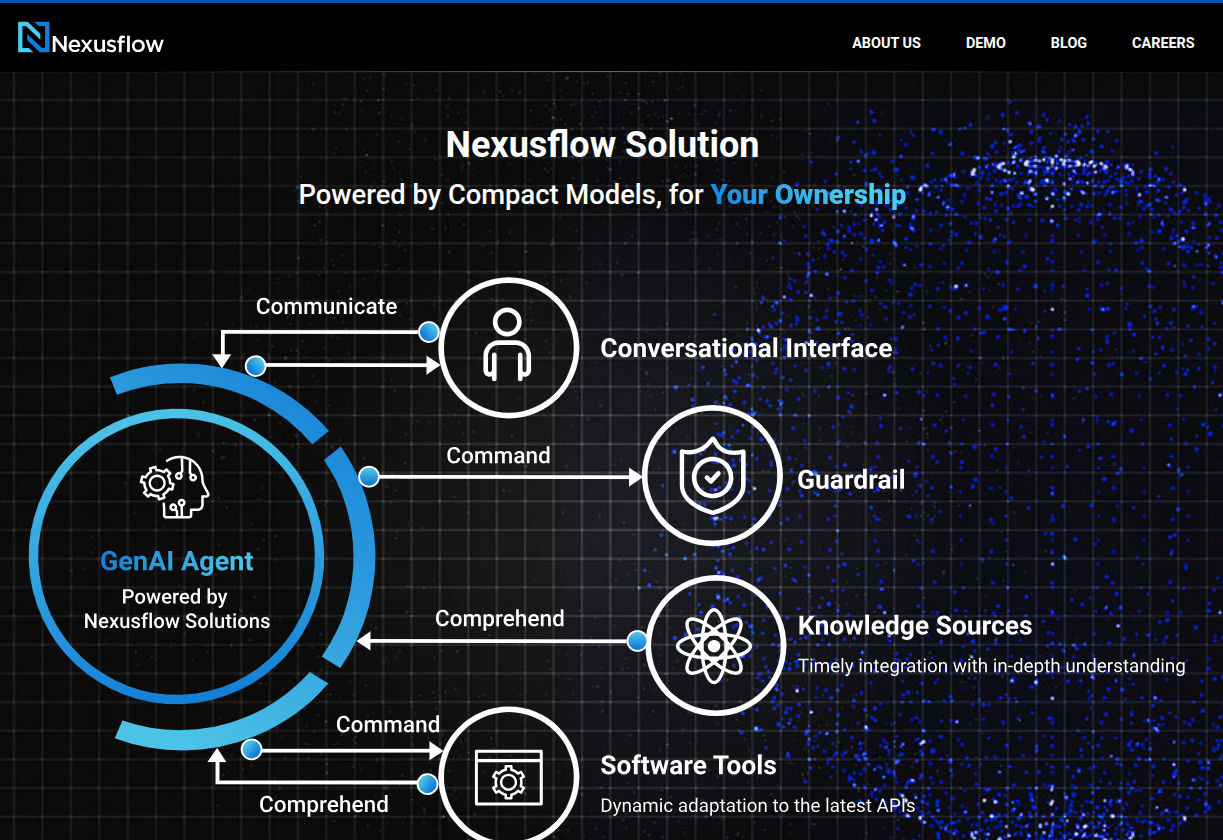 Nexusflow
ABOUT US
DEMO
BLOG
CAREERS
Nexusflow Solution
Powered by Compact Models, for Your Ownership
Communicate
Conversational Interface
Command
Guardrail
GenAI Agent
Powered by
Nexusflow Solutions
Comprehend
Knowledge Sources
Timely integration with in-depth understanding
Command
Software Tools
Dynamic adaptation to the latest APIs
Comprehend